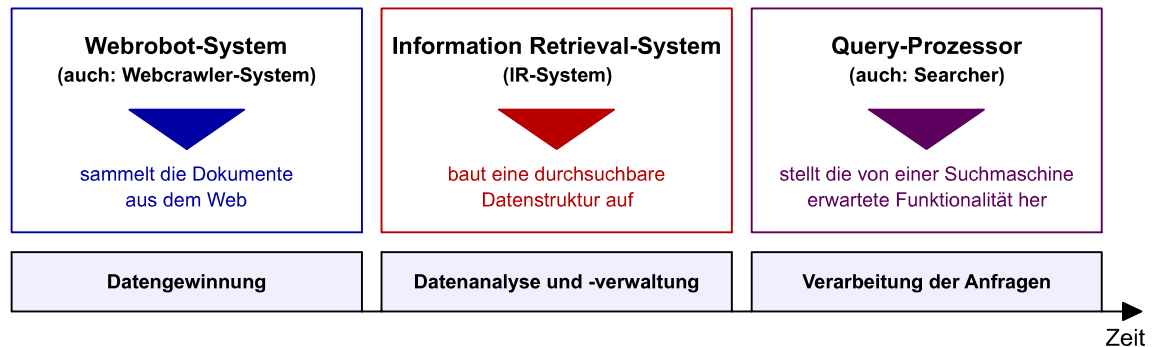 Webrobot-System
(auch: Webcrawler-System)
sammelt die Dokumente
aus dem Web
Information Retrieval-System
(IR-System)
baut eine durchsuchbare
Datenstruktur auf
Query-Prozessor
(auch: Searcher)
stellt die von einer Suchmaschine
erwartete Funktionalität her
Datengewinnung
Datenanalyse und -verwaltung
Verarbeitung der Anfragen
Zeit